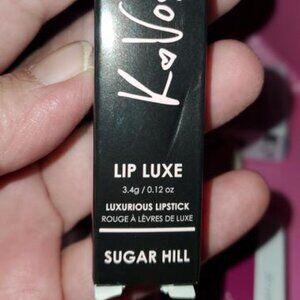 LIP LUXE
3.4g / 0.12 oz
LUXURIOUS LIPSTICK
ROUGE À LÈVRES DE LUXE
SUGAR HILL